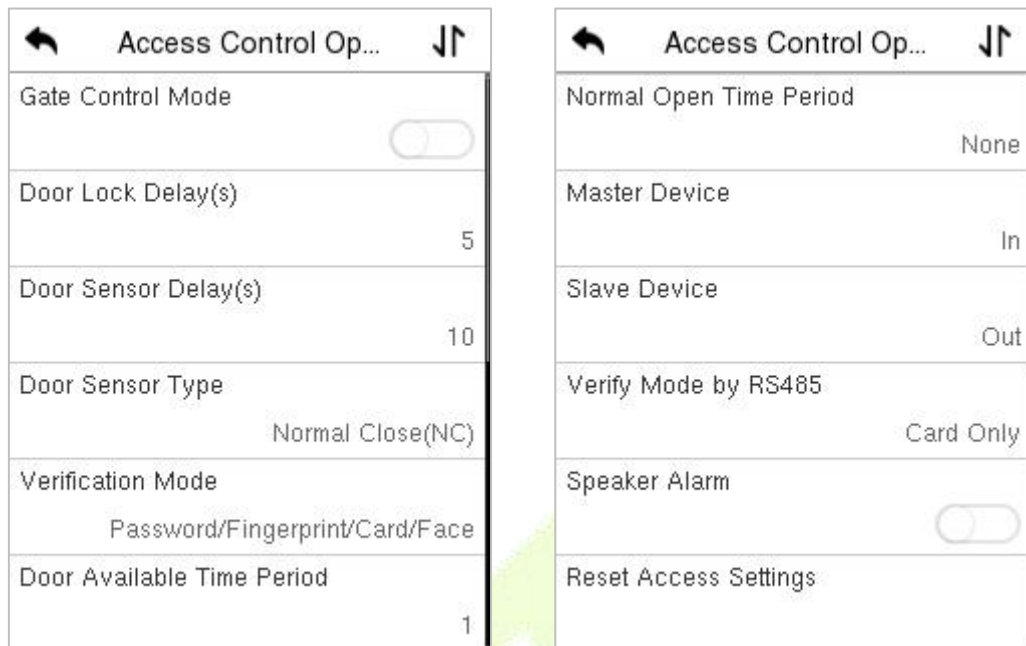 Access Control Op...
Gate Control Mode
Door Lock Delay(s)
5
Door Sensor Delay(s)
10
Door Sensor Type
Normal Close(NC)
Verification Mode
Password/Fingerprint/Card/Face
Door Available Time Period
1
Access Control Op...
Normal Open Time Period
None
Master Device
In
Slave Device
Out
Verify Mode by RS485
Card Only
Speaker Alarm
Reset Access Settings